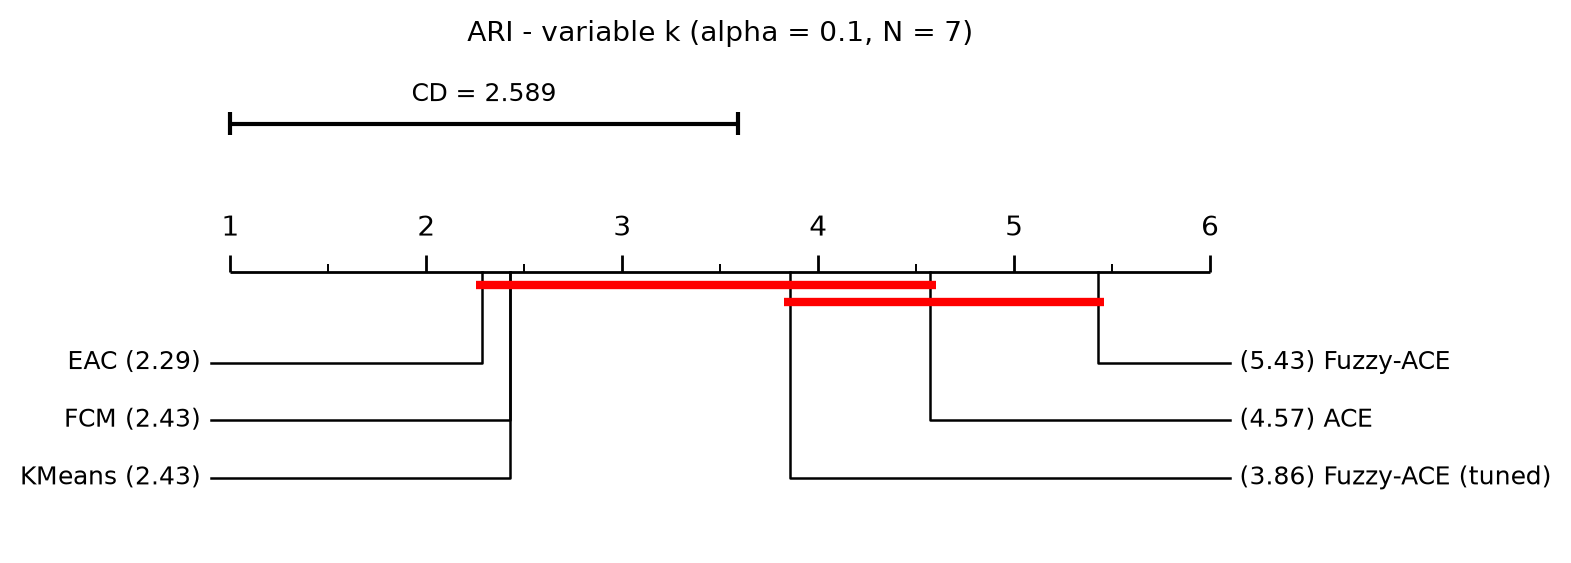 ARI - variable k (alpha = 0.1, N = 7)
CD = 2.589
1 2 3 4 5 6
EAC (2.29) (5.43) Fuzzy-ACE
FCM (2.43) (4.57) ACE
KMeans (2.43) (3.86) Fuzzy-ACE (tuned)